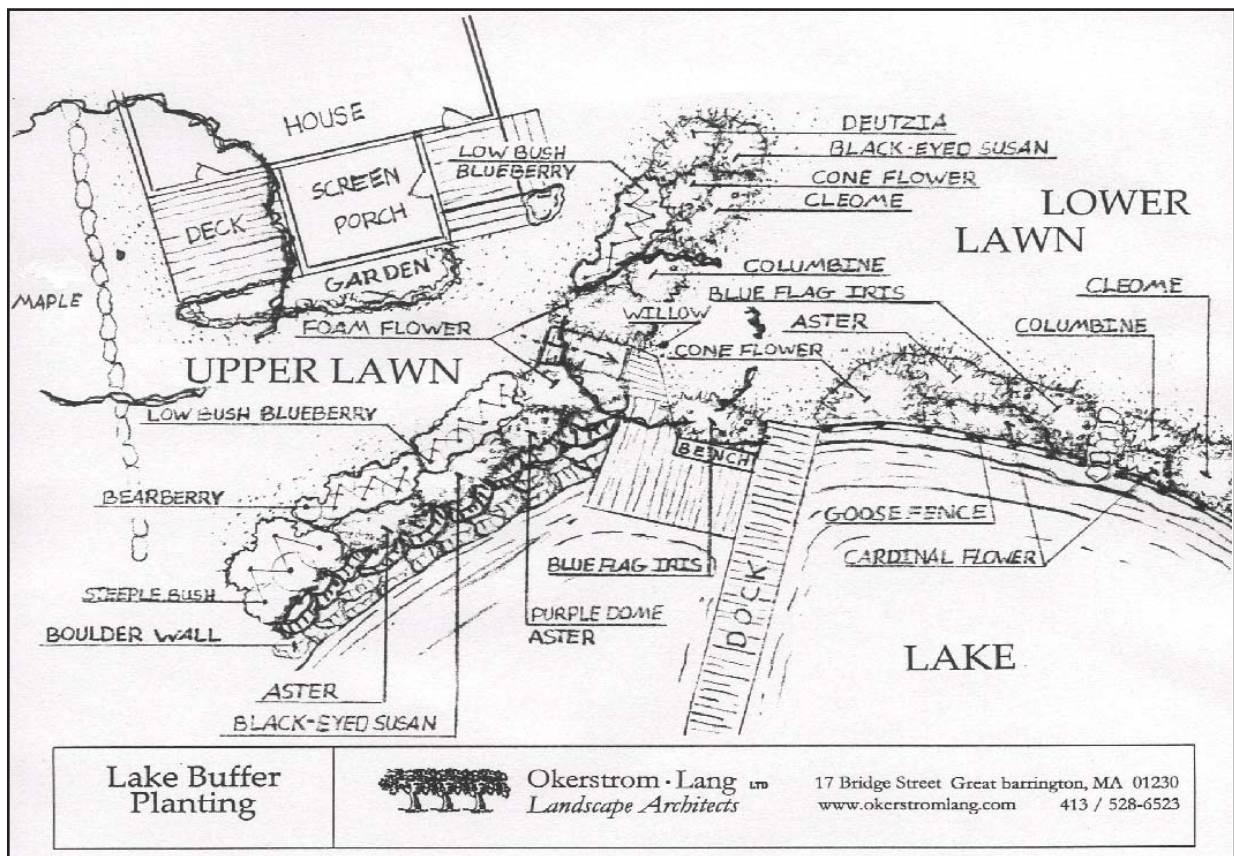 HOUSE
DEUTZIA
LOW BUSH
BLUEBERRY
BLACK-EYED SUSAN
SCREEN
PORCH
CONE FLOWER
CLEOME
LOWER
LAWN
DECK
GARDEN
COLUMBINE
BLUE FLAG IRIS
CLEOME
MAPLE
FOAM FLOWER
WILLOW
ASTER
COLUMBINE
CONE FLOWER
UPPER LAWN
LOW BUSH BLUEBERRY
BENCH
BEARBERRY
GOOSE FENCE
BLUE FLAG IRIS
CARDINAL FLOWER
STEEPLE BUSH
PURPLE DOME
ASTER
DOCK
BOULDER WALL
LAKE
ASTER
BLACK-EYED SUSAN
Lake Buffer
Planting
Okerstrom · Lang LTD
Landscape Architects
17 Bridge Street Great barrington, MA 01230
www.okerstromlang.com 413 / 528-6523